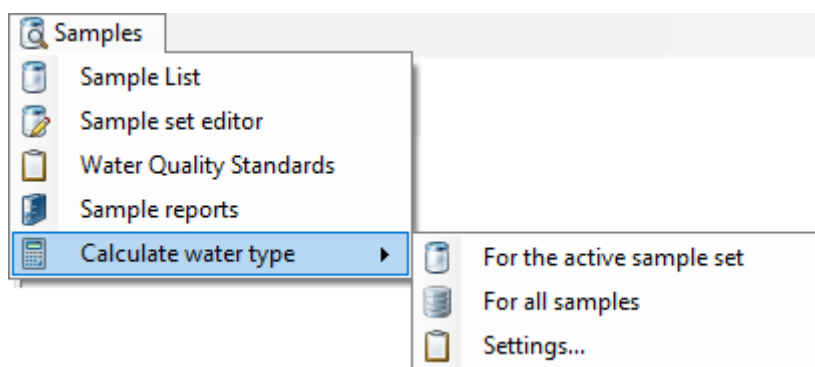 Samples
Sample List
Sample set editor
Water Quality Standards
Sample reports
Calculate water type
For the active sample set
For all samples
Settings...